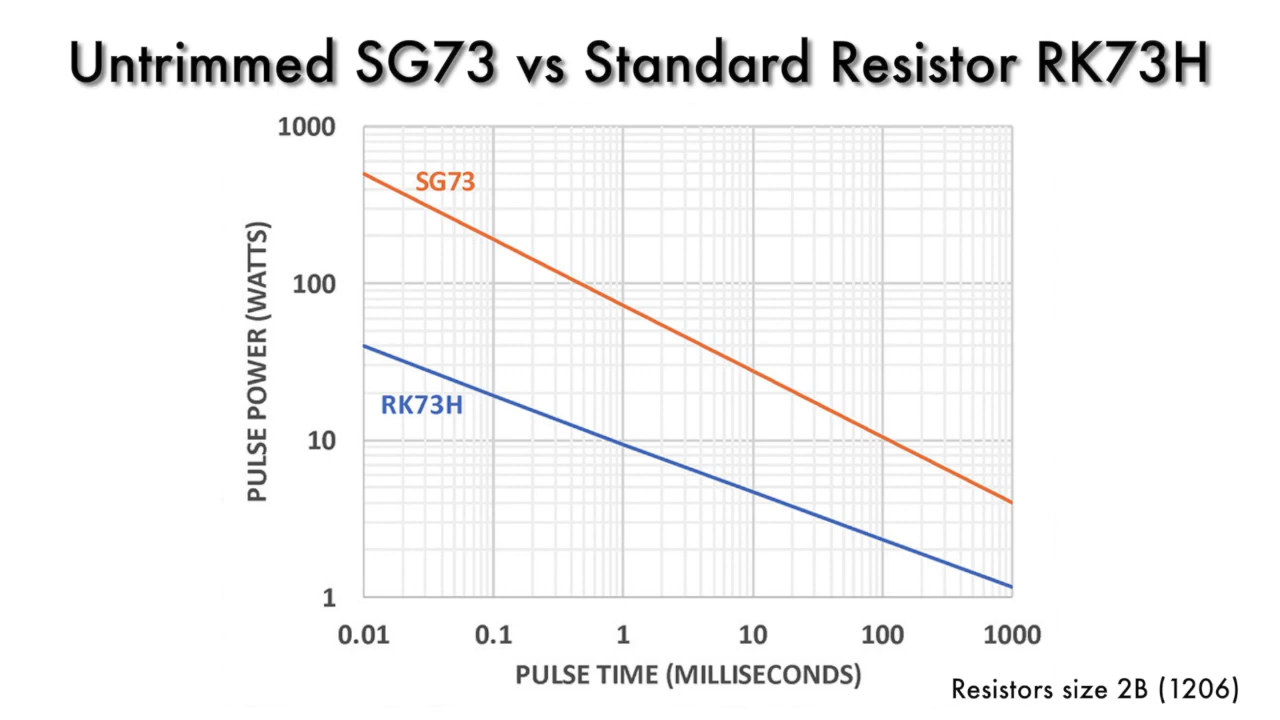 Untrimmed SG73 vs Standard Resistor RK73H
1000
SG73
100
PULSE POWER (WATTS)
RK73H
10
1
0.01 0.1 1 10 100 1000
PULSE TIME (MILLISECONDS)
Resistors size 2B (1206)